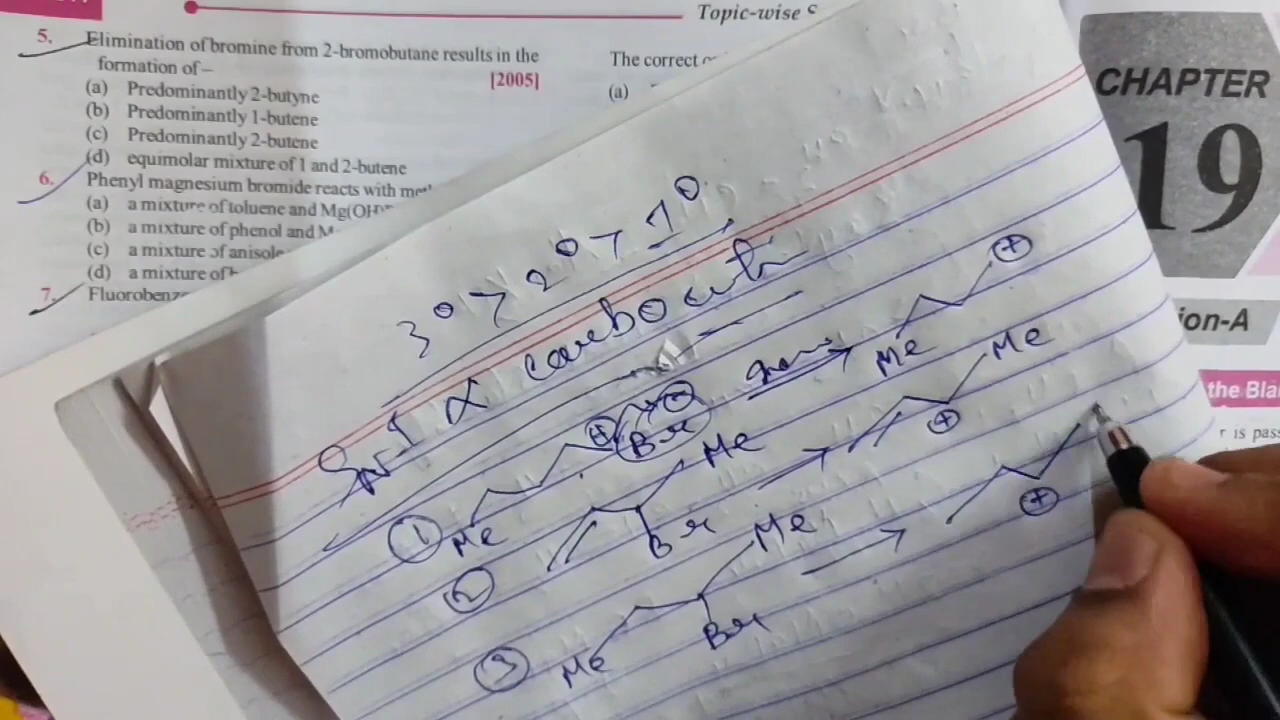 Topic-wise
5. Elimination of bromine from 2-bromobutane results in the
formation of – [2005]
(a) Predominantly 2-butyne
(b) Predominantly 1-butene
(c) Predominantly 2-butene
(d) equimolar mixture of 1 and 2-butene
6. Phenyl magnesium bromide reacts with
(a) a mixture of toluene and Mg(OH)
(b) a mixture of phenol and M
(c) a mixture of anisole
(d) a mixture of
7.
The correct
(a)
CHAPTER
19
ion-A
the Bla
r is pass
3° > 2° > 1°
SN1 ∝
⊕ Br
Me ⊕
① Me
Me Me
⊕
② Br
Me
⊕
③ Me Br